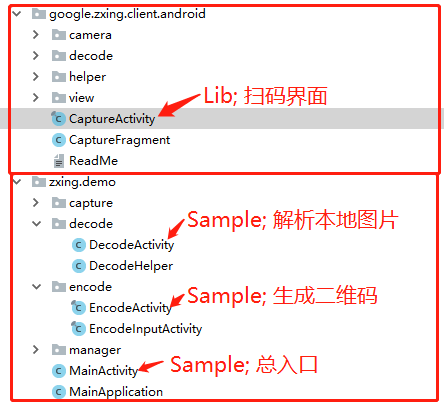 google.zxing.client.android
camera
decode
helper
view
Lib; 扫码界面
CaptureActivity
CaptureFragment
ReadMe
zxing.demo
capture
decode
Sample; 解析本地图片
DecodeActivity
DecodeHelper
encode
Sample; 生成二维码
EncodeActivity
EncodeInputActivity
manager
MainActivity
Sample; 总入口
MainApplication